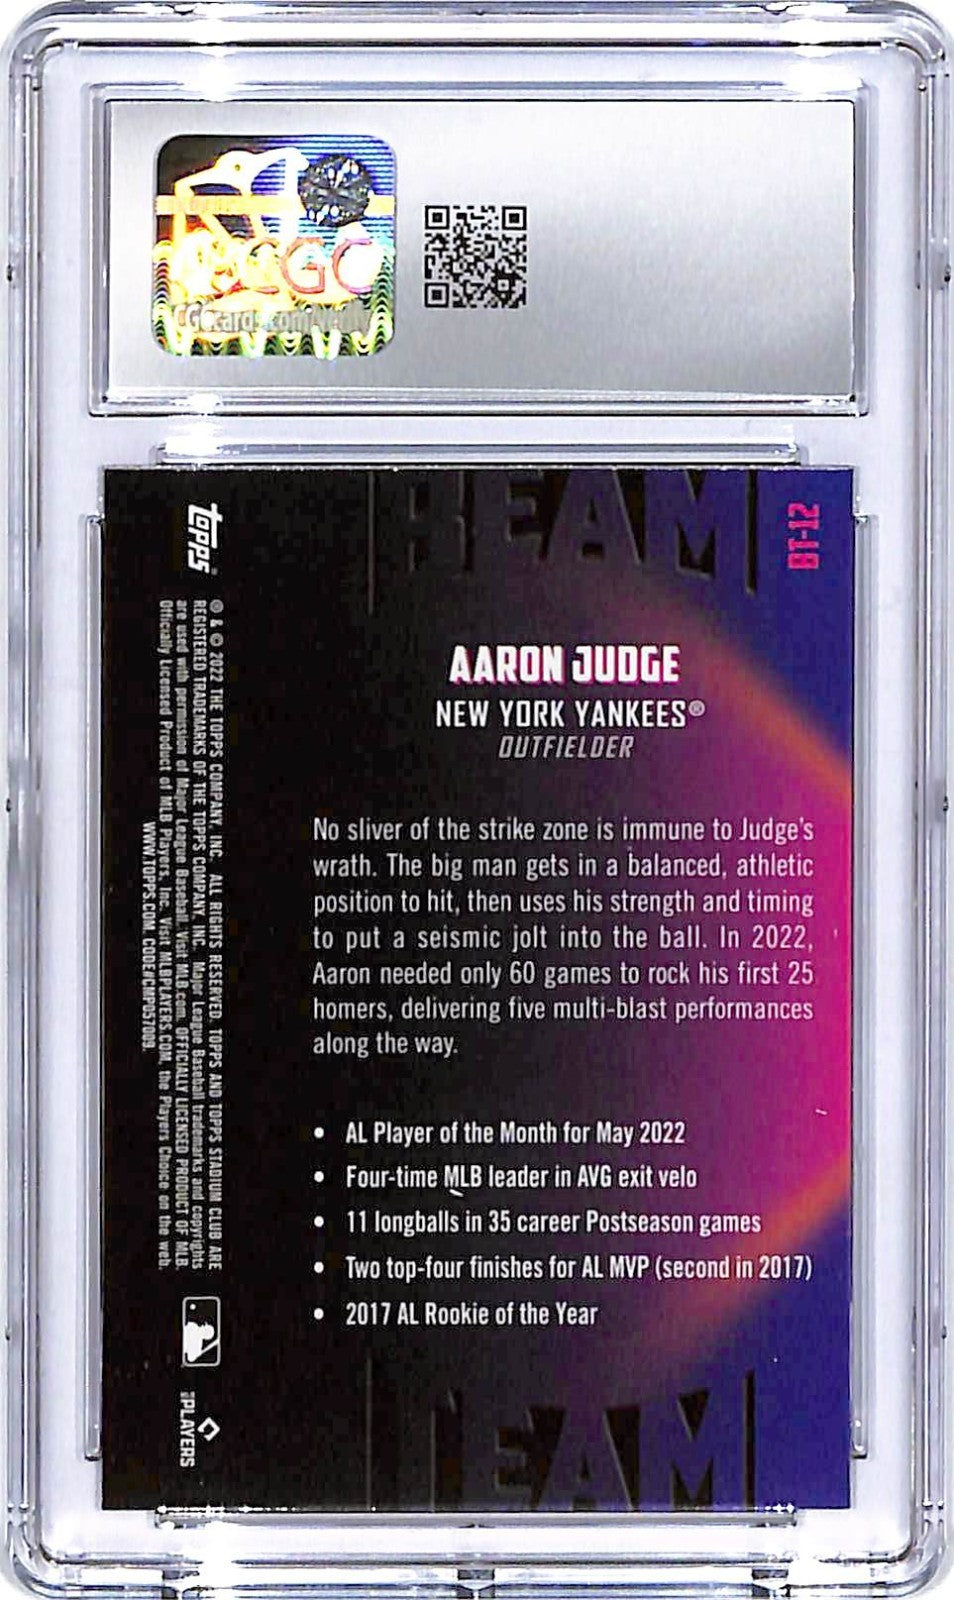 CGC
CGCcards.com
BEAM
BT-12
AARON JUDGE
NEW YORK YANKEES®
OUTFIELDER
No sliver of the strike zone is immune to Judge's
wrath. The big man gets in a balanced, athletic
position to hit, then uses his strength and timing
to put a seismic jolt into the ball. In 2022,
Aaron needed only 60 games to rock his first 25
homers, delivering five multi-blast performances
along the way.
• AL Player of the Month for May 2022
• Four-time MLB leader in AVG exit velo
• 11 longballs in 35 career Postseason games
• Two top-four finishes for AL MVP (second in 2017)
• 2017 AL Rookie of the Year
TEAM
topps
® & © 2022 THE TOPPS COMPANY, INC. ALL RIGHTS RESERVED. TOPPS AND TOPPS STADIUM CLUB ARE
REGISTERED TRADEMARKS OF THE TOPPS COMPANY, INC. Major League Baseball trademarks and copyrights
are used with permission of Major League Baseball. Visit MLB.com. OFFICIALLY LICENSED PRODUCT OF MLB
Officially Licensed Product of MLB Players, Inc. Visit MLBPLAYERS.COM, the Players Choice on the web.
WWW.TOPPS.COM. CODE#CMP057009.
MLB PLAYERS